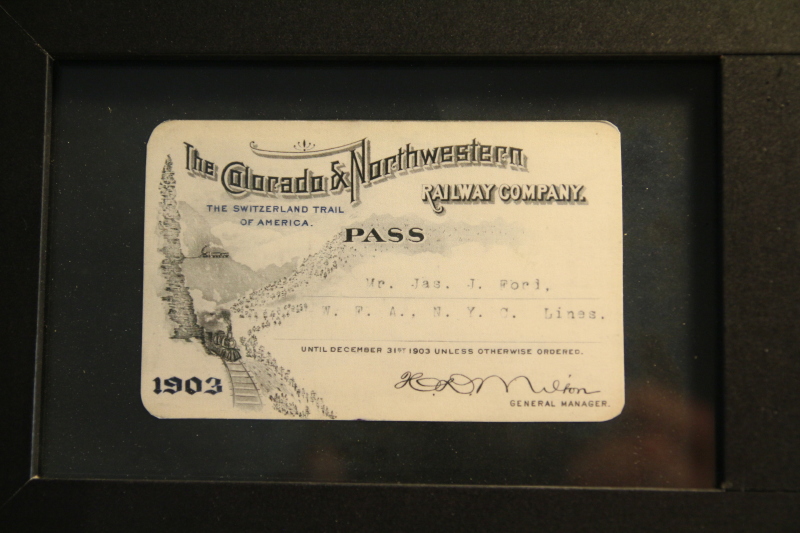 The Colorado & Northwestern
RAILWAY COMPANY.
THE SWITZERLAND TRAIL
OF AMERICA.
PASS
Mr. Jas. J. Ford,
W. F. A., N. Y. C. Lines.
UNTIL DECEMBER 31ST 1903 UNLESS OTHERWISE ORDERED.
1903
GENERAL MANAGER.